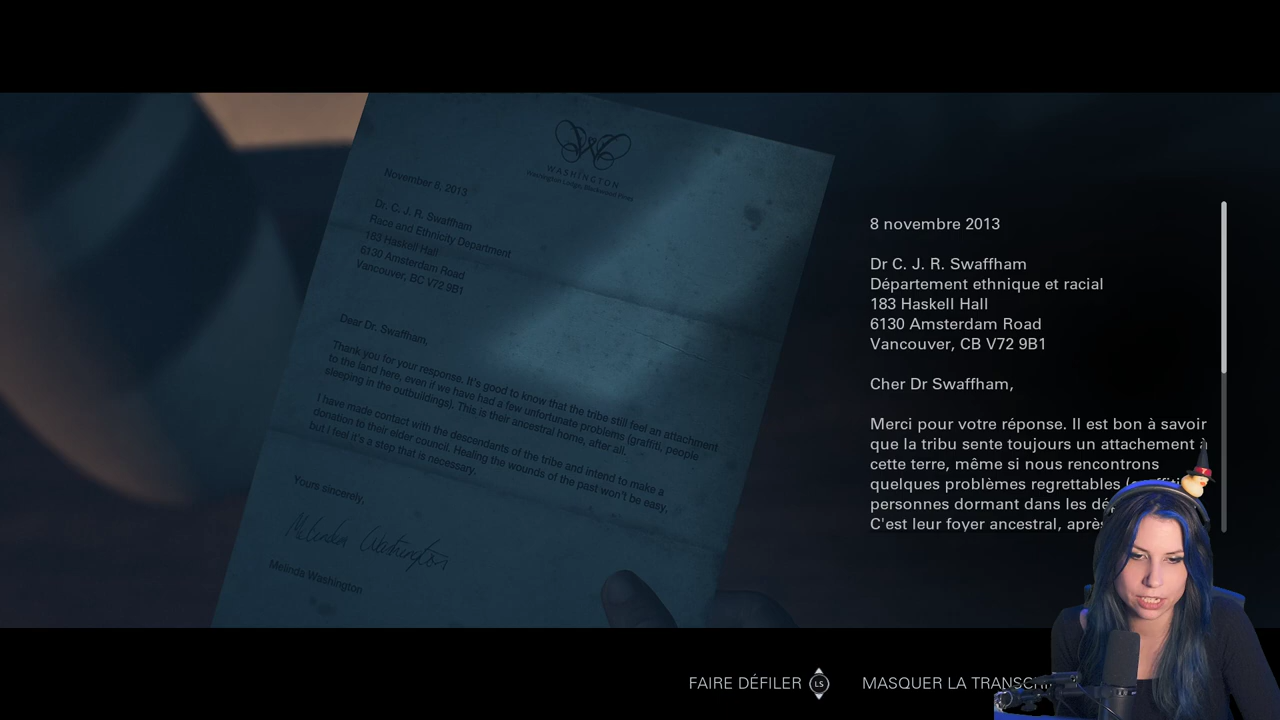 WASHINGTON
Washington Lodge, Blackwood Pines
November 8, 2013
Dr. C. J. R. Swaffham
Race and Ethnicity Department
183 Haskell Hall
6130 Amsterdam Road
Vancouver, BC V72 9B1
Dear Dr. Swaffham,
Thank you for your response. It's good to know that the tribe still feel an attachment
to the land here, even if we have had a few unfortunate problems (graffiti, people
sleeping in the outbuildings). This is their ancestral home, after all.
I have made contact with the descendants of the tribe and intend to make a
donation to their elder council. Healing the wounds of the past won't be easy,
but I feel it's a step that is necessary.
Yours sincerely,
Melinda Washington
Melinda Washington
8 novembre 2013
Dr C. J. R. Swaffham
Département ethnique et racial
183 Haskell Hall
6130 Amsterdam Road
Vancouver, CB V72 9B1
Cher Dr Swaffham,
Merci pour votre réponse. Il est bon à savoir
que la tribu sente toujours un attachement à
cette terre, même si nous rencontrons
quelques problèmes regrettables
personnes dormant dans les
C'est leur foyer ancestral, après
FAIRE DÉFILER LS MASQUER LA